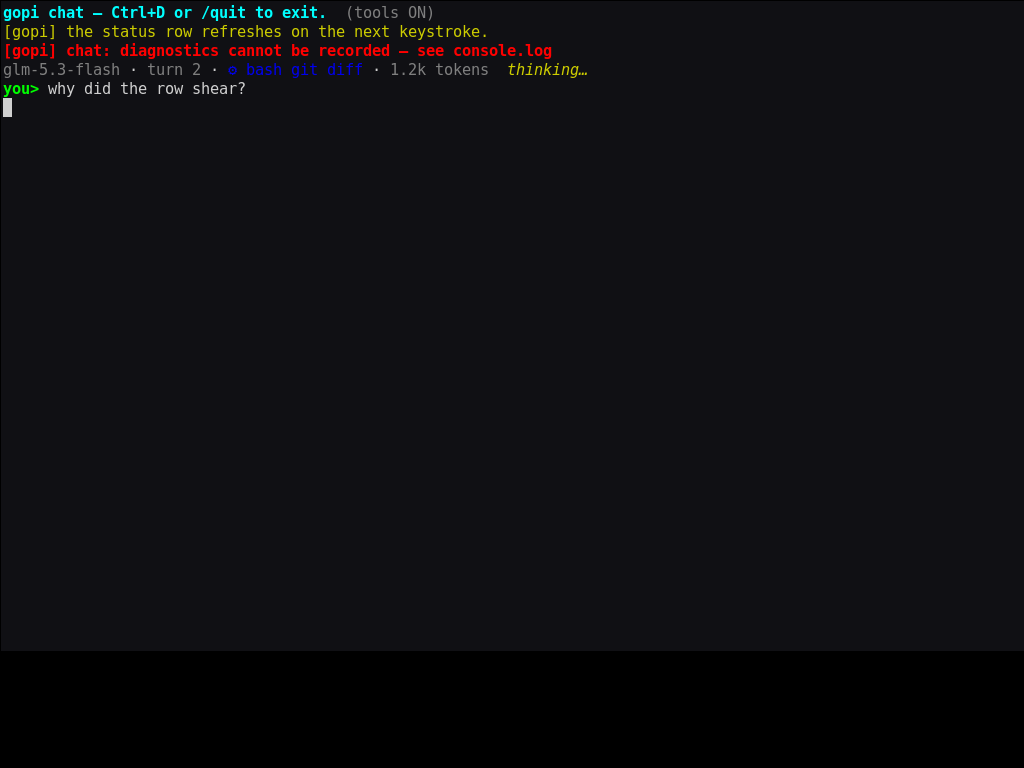 gopi chat — Ctrl+D or /quit to exit.  (tools ON)
[gopi] the status row refreshes on the next keystroke.
[gopi] chat: diagnostics cannot be recorded — see console.log
glm-5.3-flash · turn 2 · ⊙ bash git diff · 1.2k tokens  thinking…
you> why did the row shear?